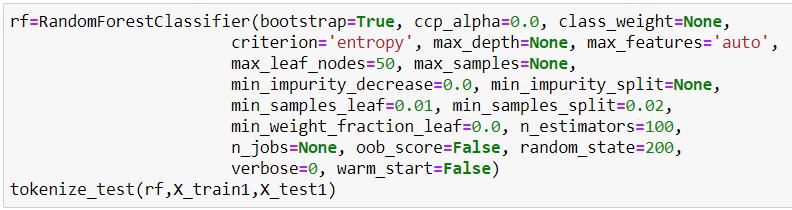 rf=RandomForestClassifier(bootstrap=True, ccp_alpha=0.0, class_weight=None,
criterion='entropy', max_depth=None, max_features='auto',
max_leaf_nodes=50, max_samples=None,
min_impurity_decrease=0.0, min_impurity_split=None,
min_samples_leaf=0.01, min_samples_split=0.02,
min_weight_fraction_leaf=0.0, n_estimators=100,
n_jobs=None, oob_score=False, random_state=200,
verbose=0, warm_start=False)
tokenize_test(rf,X_train1,X_test1)